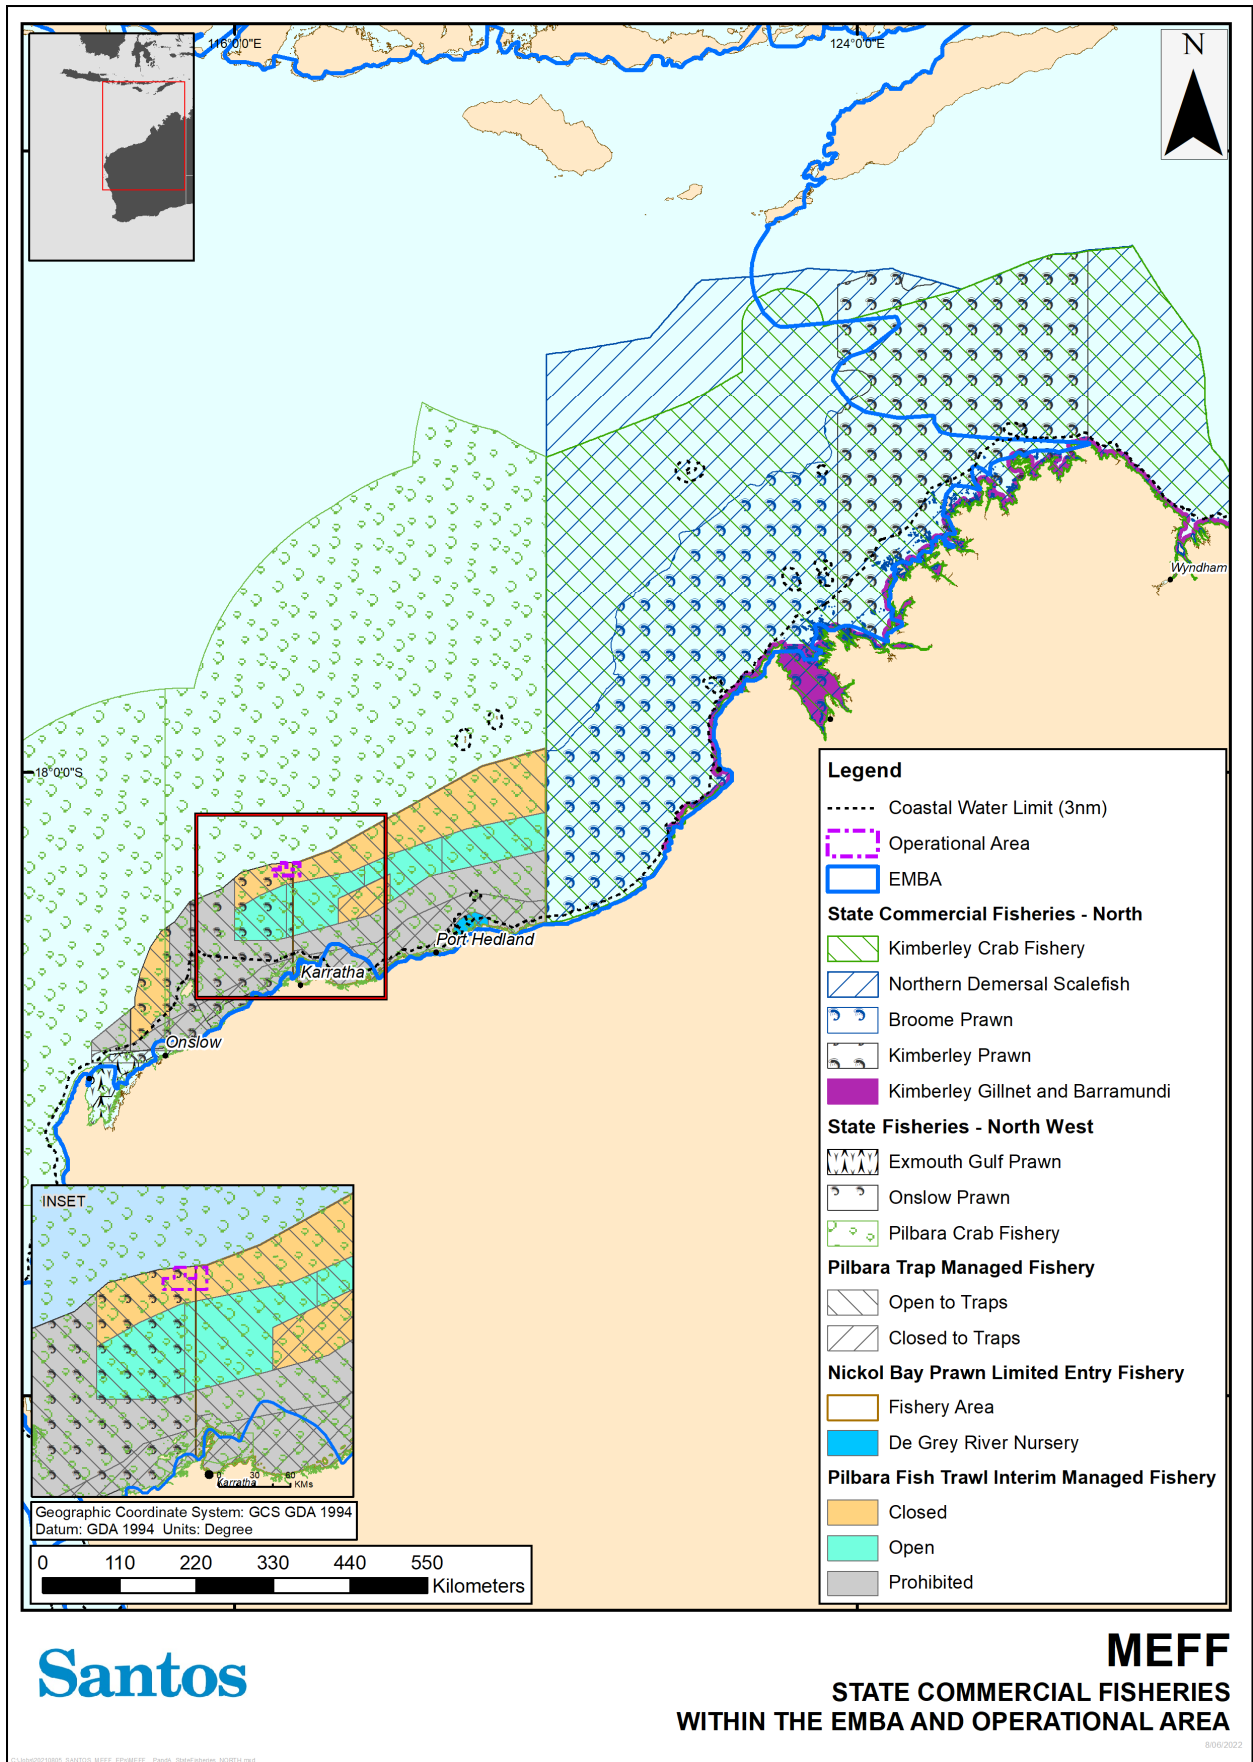 116°0'0"E
124°0'0"E
N
18°0'0"S
Wyndham
Port Hedland
Karratha
Onslow
Legend
Coastal Water Limit (3nm)
Operational Area
EMBA
State Commercial Fisheries - North
Kimberley Crab Fishery
Northern Demersal Scalefish
Broome Prawn
Kimberley Prawn
Kimberley Gillnet and Barramundi
State Fisheries - North West
Exmouth Gulf Prawn
Onslow Prawn
Pilbara Crab Fishery
Pilbara Trap Managed Fishery
Open to Traps
Closed to Traps
Nickol Bay Prawn Limited Entry Fishery
Fishery Area
De Grey River Nursery
Pilbara Fish Trawl Interim Managed Fishery
Closed
Open
Prohibited
INSET
0 30 60
Karratha KMs
Geographic Coordinate System: GCS GDA 1994
Datum: GDA 1994 Units: Degree
0 110 220 330 440 550
Kilometers
Santos
MEFF
STATE COMMERCIAL FISHERIES
WITHIN THE EMBA AND OPERATIONAL AREA
8/06/2022